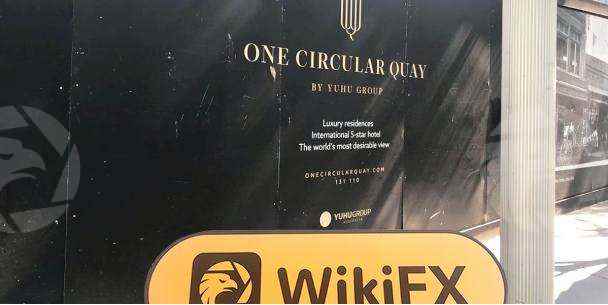 ONE CIRCULAR QUAY
BY YUHU GROUP
Luxury residences
International 5-star hotel
The world's most desirable view
ONECIRCULARQUAY.COM
131 110
YUHUGROUP
WikiFX